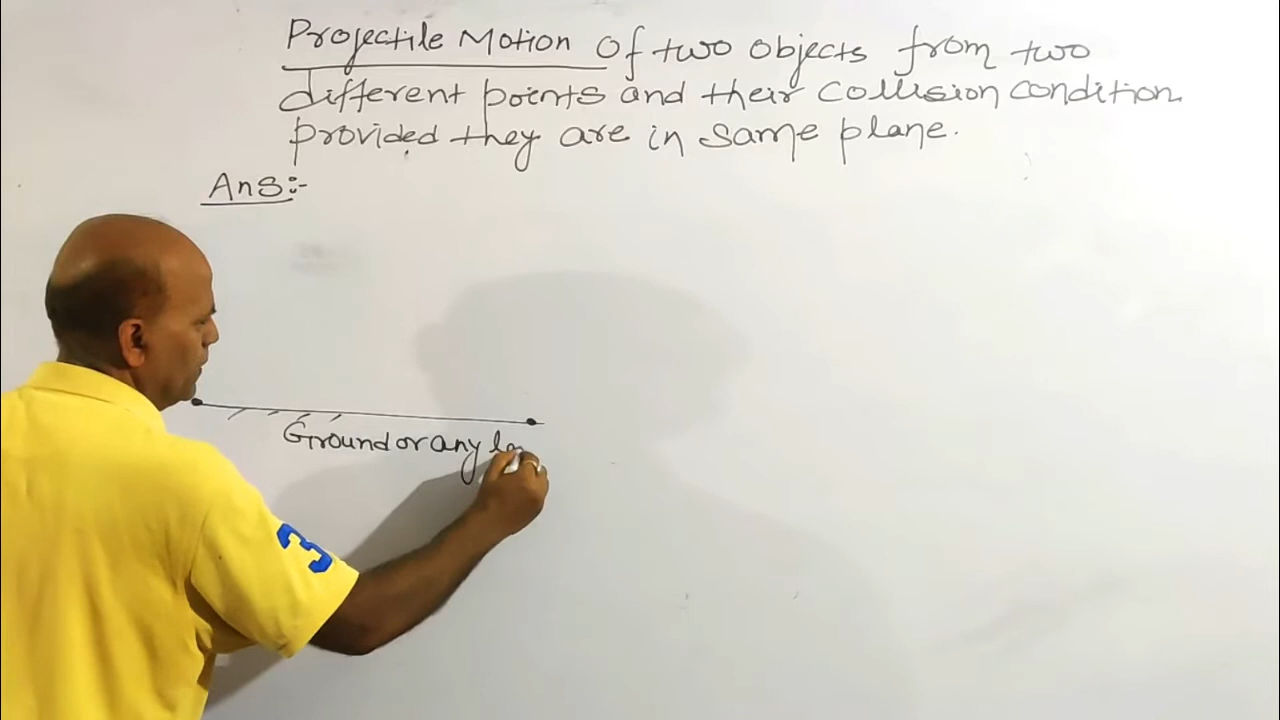 Projectile Motion of two objects from two
different points and their collision condition
provided they are in same plane.
Ans:-
Ground or any
3